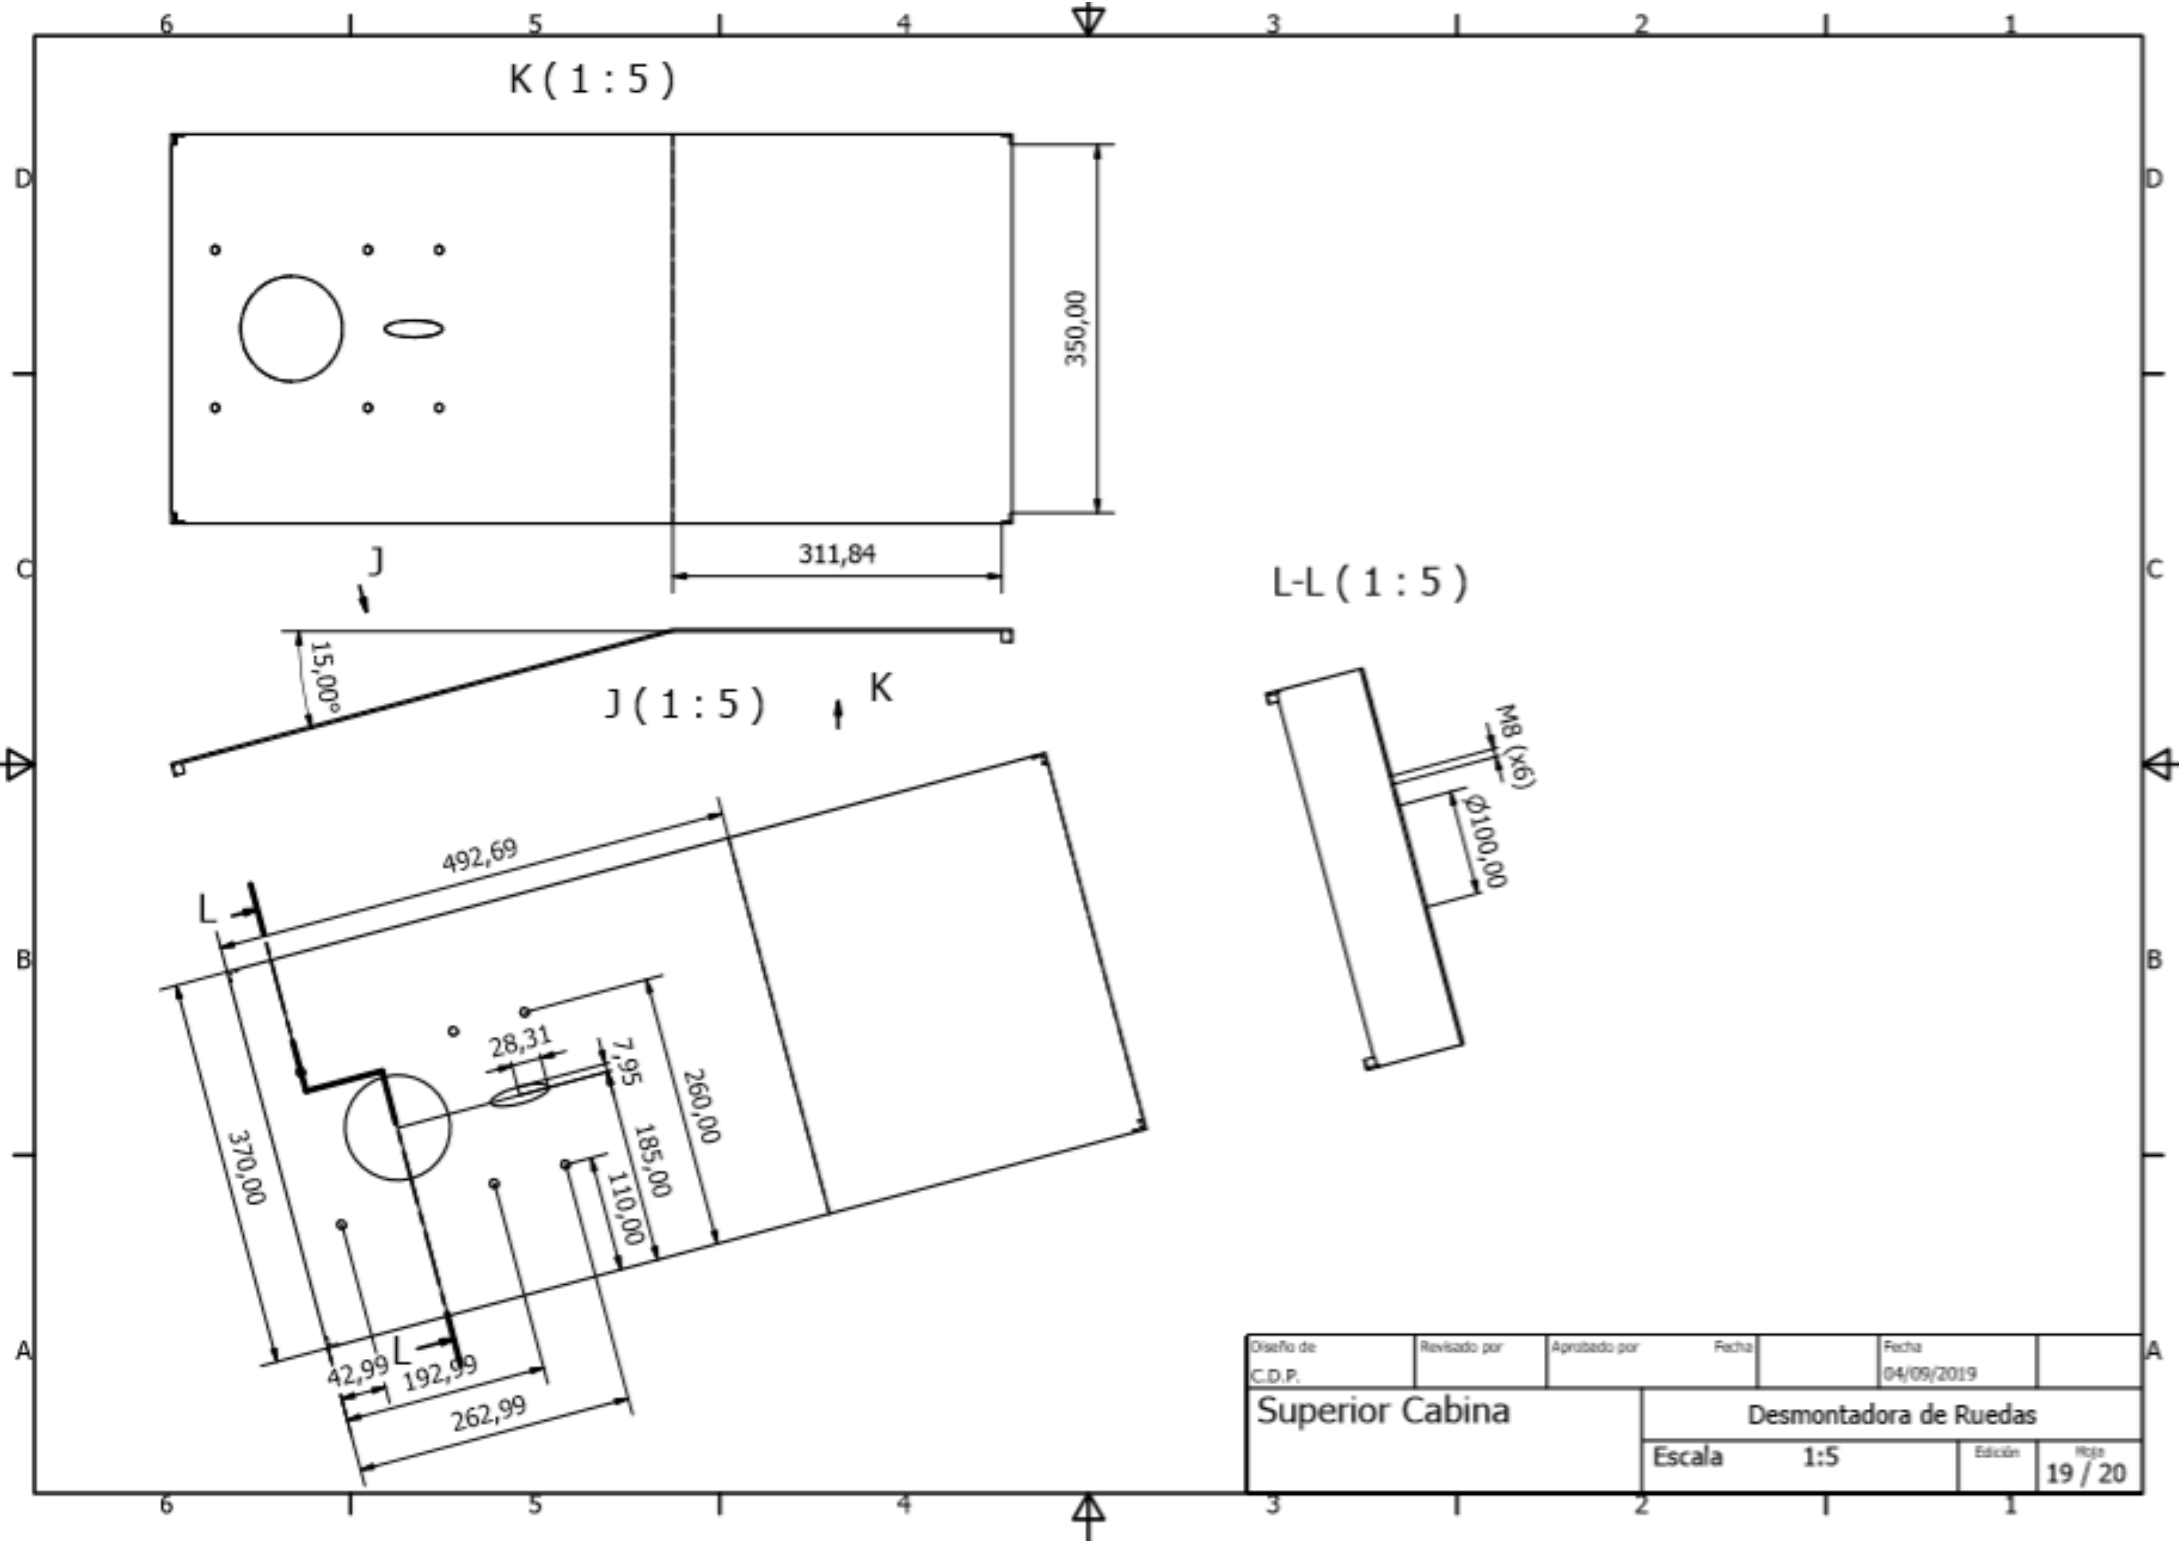 6 5 4 3 2 1
K ( 1 : 5 )
D D
350,00
311,84
J
C C
L-L ( 1 : 5 )
15,00°
J ( 1 : 5 )
K
M8 (x6)
Ø100,00
492,69
L
B B
28,31
7,95
260,00
370,00
185,00
110,00
A A
L
42,99
192,99
262,99
Diseño de Revisado por Aprobado por Fecha Fecha
C.D.P. 04/09/2019
Superior Cabina
Desmontadora de Ruedas
Escala 1:5 Edición Hoja
19 / 20
6 5 4 3 2 1